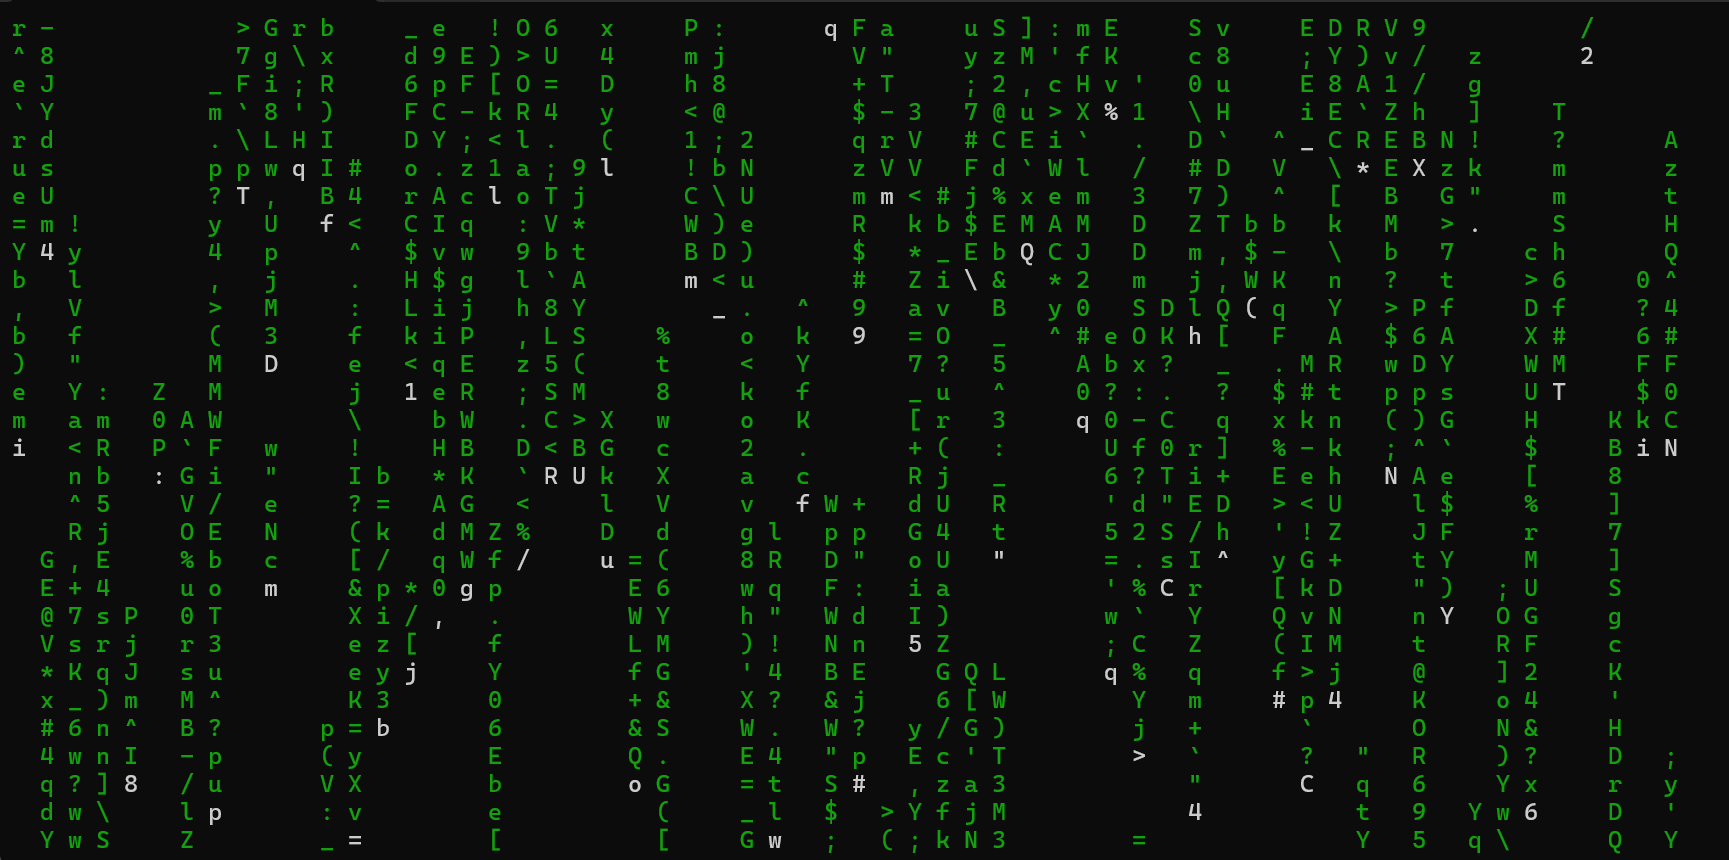 r - > G r b _ e ! O 6 x P : q F a u S ] : m E S v E D R V 9 /
^ 8 7 g \ x d 9 E ) > U 4 m j V " y z M ' f K c 8 ; Y ) v / z 2
e J _ F i ; R 6 p F [ O = D h 8 + T ; 2 , c H v ' 0 u E 8 A 1 / g
` Y m ` 8 ' ) F C - k R 4 y < @ $ - 3 7 @ u > X % 1 \ H i E ` Z h ] T
r d . \ L H I D Y ; < l . ( 1 ; 2 q r V # C E i ` . D ` ^ _ C R E B N ! ? A
u s p p w q I # o . z 1 a ; 9 l ! b N z V V F d ` W l / # D V \ * E X z k m z
e U ? T , B 4 r A c l o T j C \ U m m < # j % x e m 3 7 ) ^ [ B G " m t
= m ! y U f < C I q : V * W ) e R k b $ E M A M D Z T b b k M > . S H
Y 4 y 4 p ^ $ v w 9 b t B D ) $ * _ E b Q C J D m , $ - \ b 7 c h Q
b l , j . H $ g l ` A m < u # Z i \ & * 2 m j , W K n ? t > 6 0 ^
, V > M : L i j h 8 Y _ . ^ 9 a v B y 0 S D l Q ( q Y > P f D f ? 4
b f ( 3 f k i P , L S % o k 9 = O _ ^ # e O K h [ F A $ 6 A X # 6 #
) " M D e < q E z 5 ( t < Y 7 ? 5 A b x ? _ . M R w D Y W M F F
e Y : Z M j 1 e R ; S M 8 k f _ u ^ 0 ? : . ? $ # t p p s U T $ 0
m a m 0 A W \ b W . C > X w o K [ r 3 q 0 - C q x k n ( ) G H K k C
i < R P ` F w ! H B D < B G c 2 . + ( : U f 0 r ] % - k ; ^ ` $ B i N
n b : G i " I b * K ` R U k X a c R j _ 6 ? T i + E e h N A e [ 8
^ 5 V / e ? = A G < l V v f W + d U R ' d " E D > < h U l $ % ]
R j O E N ( k d M Z % D d g l p p G 4 t 5 2 S / h ' ! U J F r 7
G , E % b c [ / q W f / u = ( 8 R D " o U " = . s I ^ y G + t Y M ]
E + 4 u o m & p * 0 g p E 6 w q F : i a % C r [ k D " ) ; U S
@ 7 s P 0 T X i / , . W Y h " W d I ) w ` Y Q v N n Y O G g
V s r j r 3 e z [ f L M ) ! N n 5 Z ; C Z ( I M t R F c
* K q J s u e y j Y f G ' 4 B E G Q L q % q f > j @ ] 2 K
x _ ) m M ^ K 3 0 + & X ? & j 6 [ W Y m # p 4 K o 4 '
# 6 n ^ B ? p = b 6 & S W . W ? y / G ) j + ` O N & H
4 w n I - p ( y E Q . E 4 " p E c ' T > ` ? " R ) ? D ;
q ? ] 8 / u V X b o G = t S # , z a 3 " C q 6 Y x r y
d w \ l p : v e ( _ l $ > Y f j M 4 t 9 Y w 6 D '
Y w S Z _ = [ [ G w ; ( ; k N 3 = Y 5 q \ Q Y